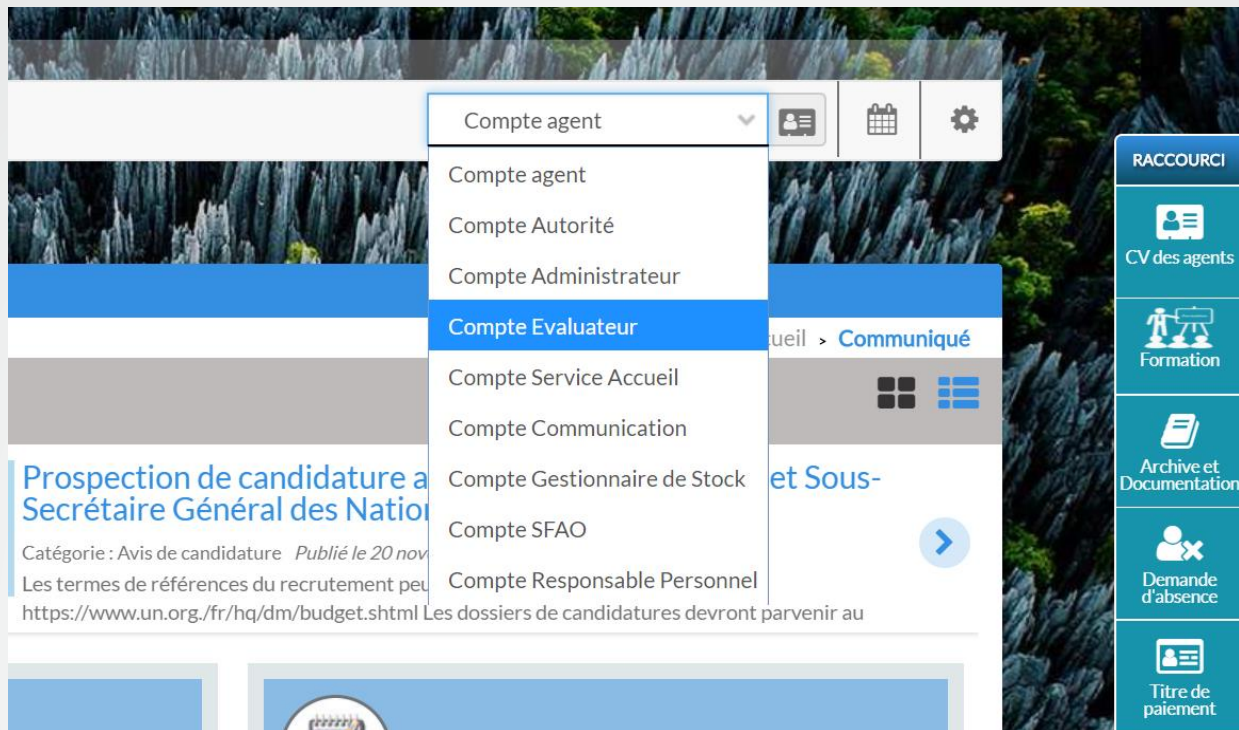 Compte agent
Compte agent
Compte Autorité
Compte Administrateur
Compte Evaluateur
Compte Service Accueil
Compte Communication
Compte Gestionnaire de Stock
Compte SFAO
Compte Responsable Personnel
ueil > Communiqué
Prospection de candidature a
et Sous-
Secrétaire Général des Nation
Catégorie : Avis de candidature Publié le 20 nov
Les termes de références du recrutement peu
https://www.un.org./fr/hq/dm/budget.shtml Les dossiers de candidatures devront parvenir au
RACCOURCI
CV des agents
Formation
Archive et
Documentation
Demande
d'absence
Titre de
paiement